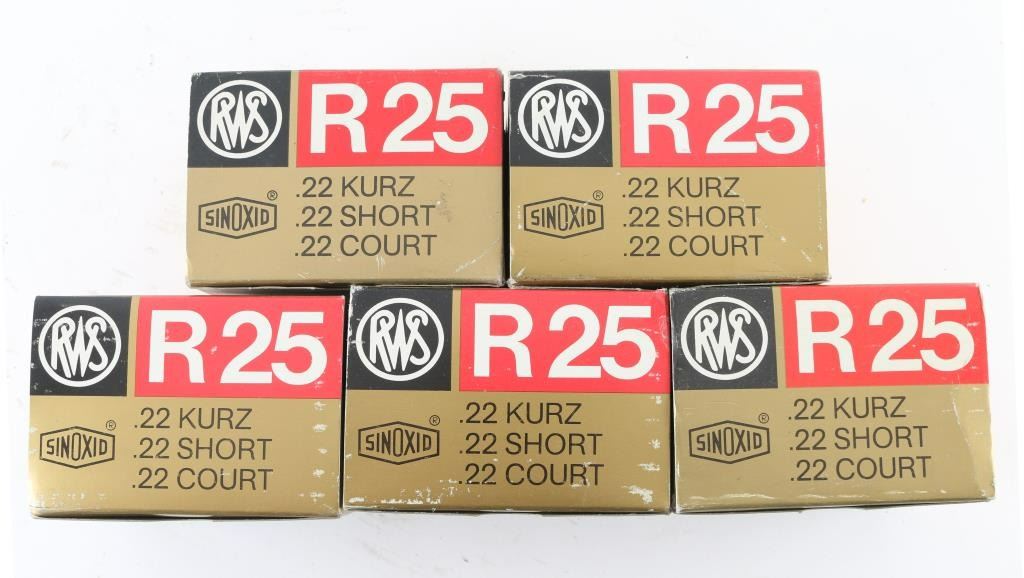 RWS R 25
SINOXID ®
.22 KURZ
.22 SHORT
.22 COURT
RWS R 25
SINOXID ®
.22 KURZ
.22 SHORT
.22 COURT
RWS R 25
SINOXID ®
.22 KURZ
.22 SHORT
.22 COURT
RWS R 25
SINOXID ®
.22 KURZ
.22 SHORT
.22 COURT
RWS R 25
SINOXID ®
.22 KURZ
.22 SHORT
.22 COURT